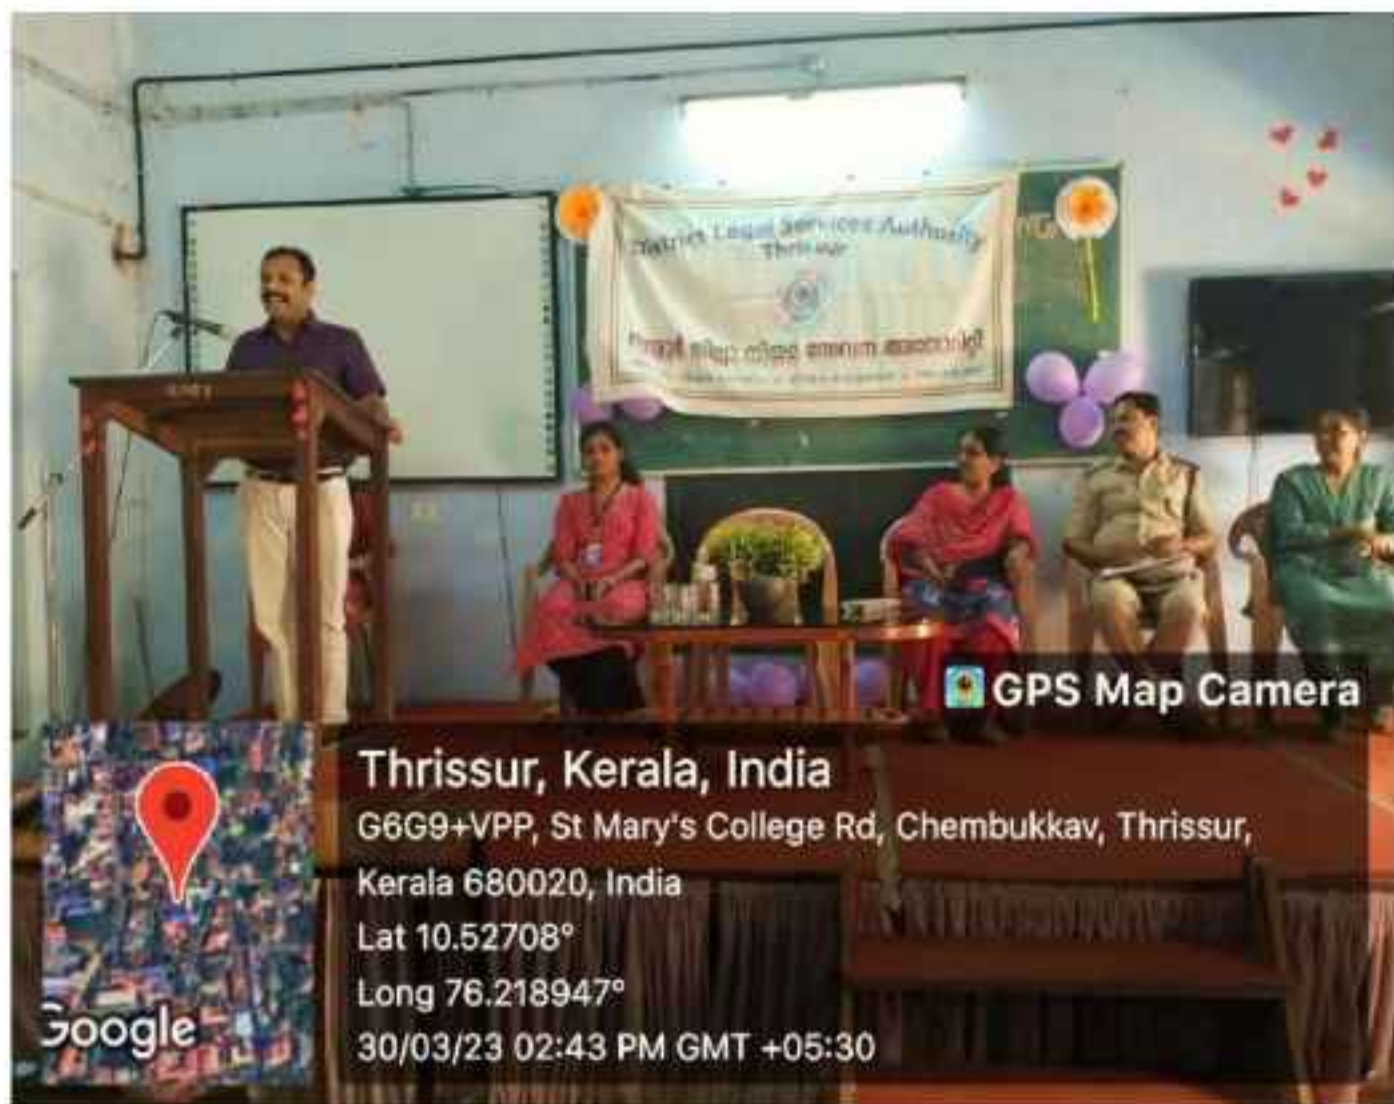 District Legal Services Authority
Thrissur
GPS Map Camera
Thrissur, Kerala, India
G6G9+VPP, St Mary's College Rd, Chembukkav, Thrissur,
Kerala 680020, India
Lat 10.52708°
Long 76.218947°
30/03/23 02:43 PM GMT +05:30
Google